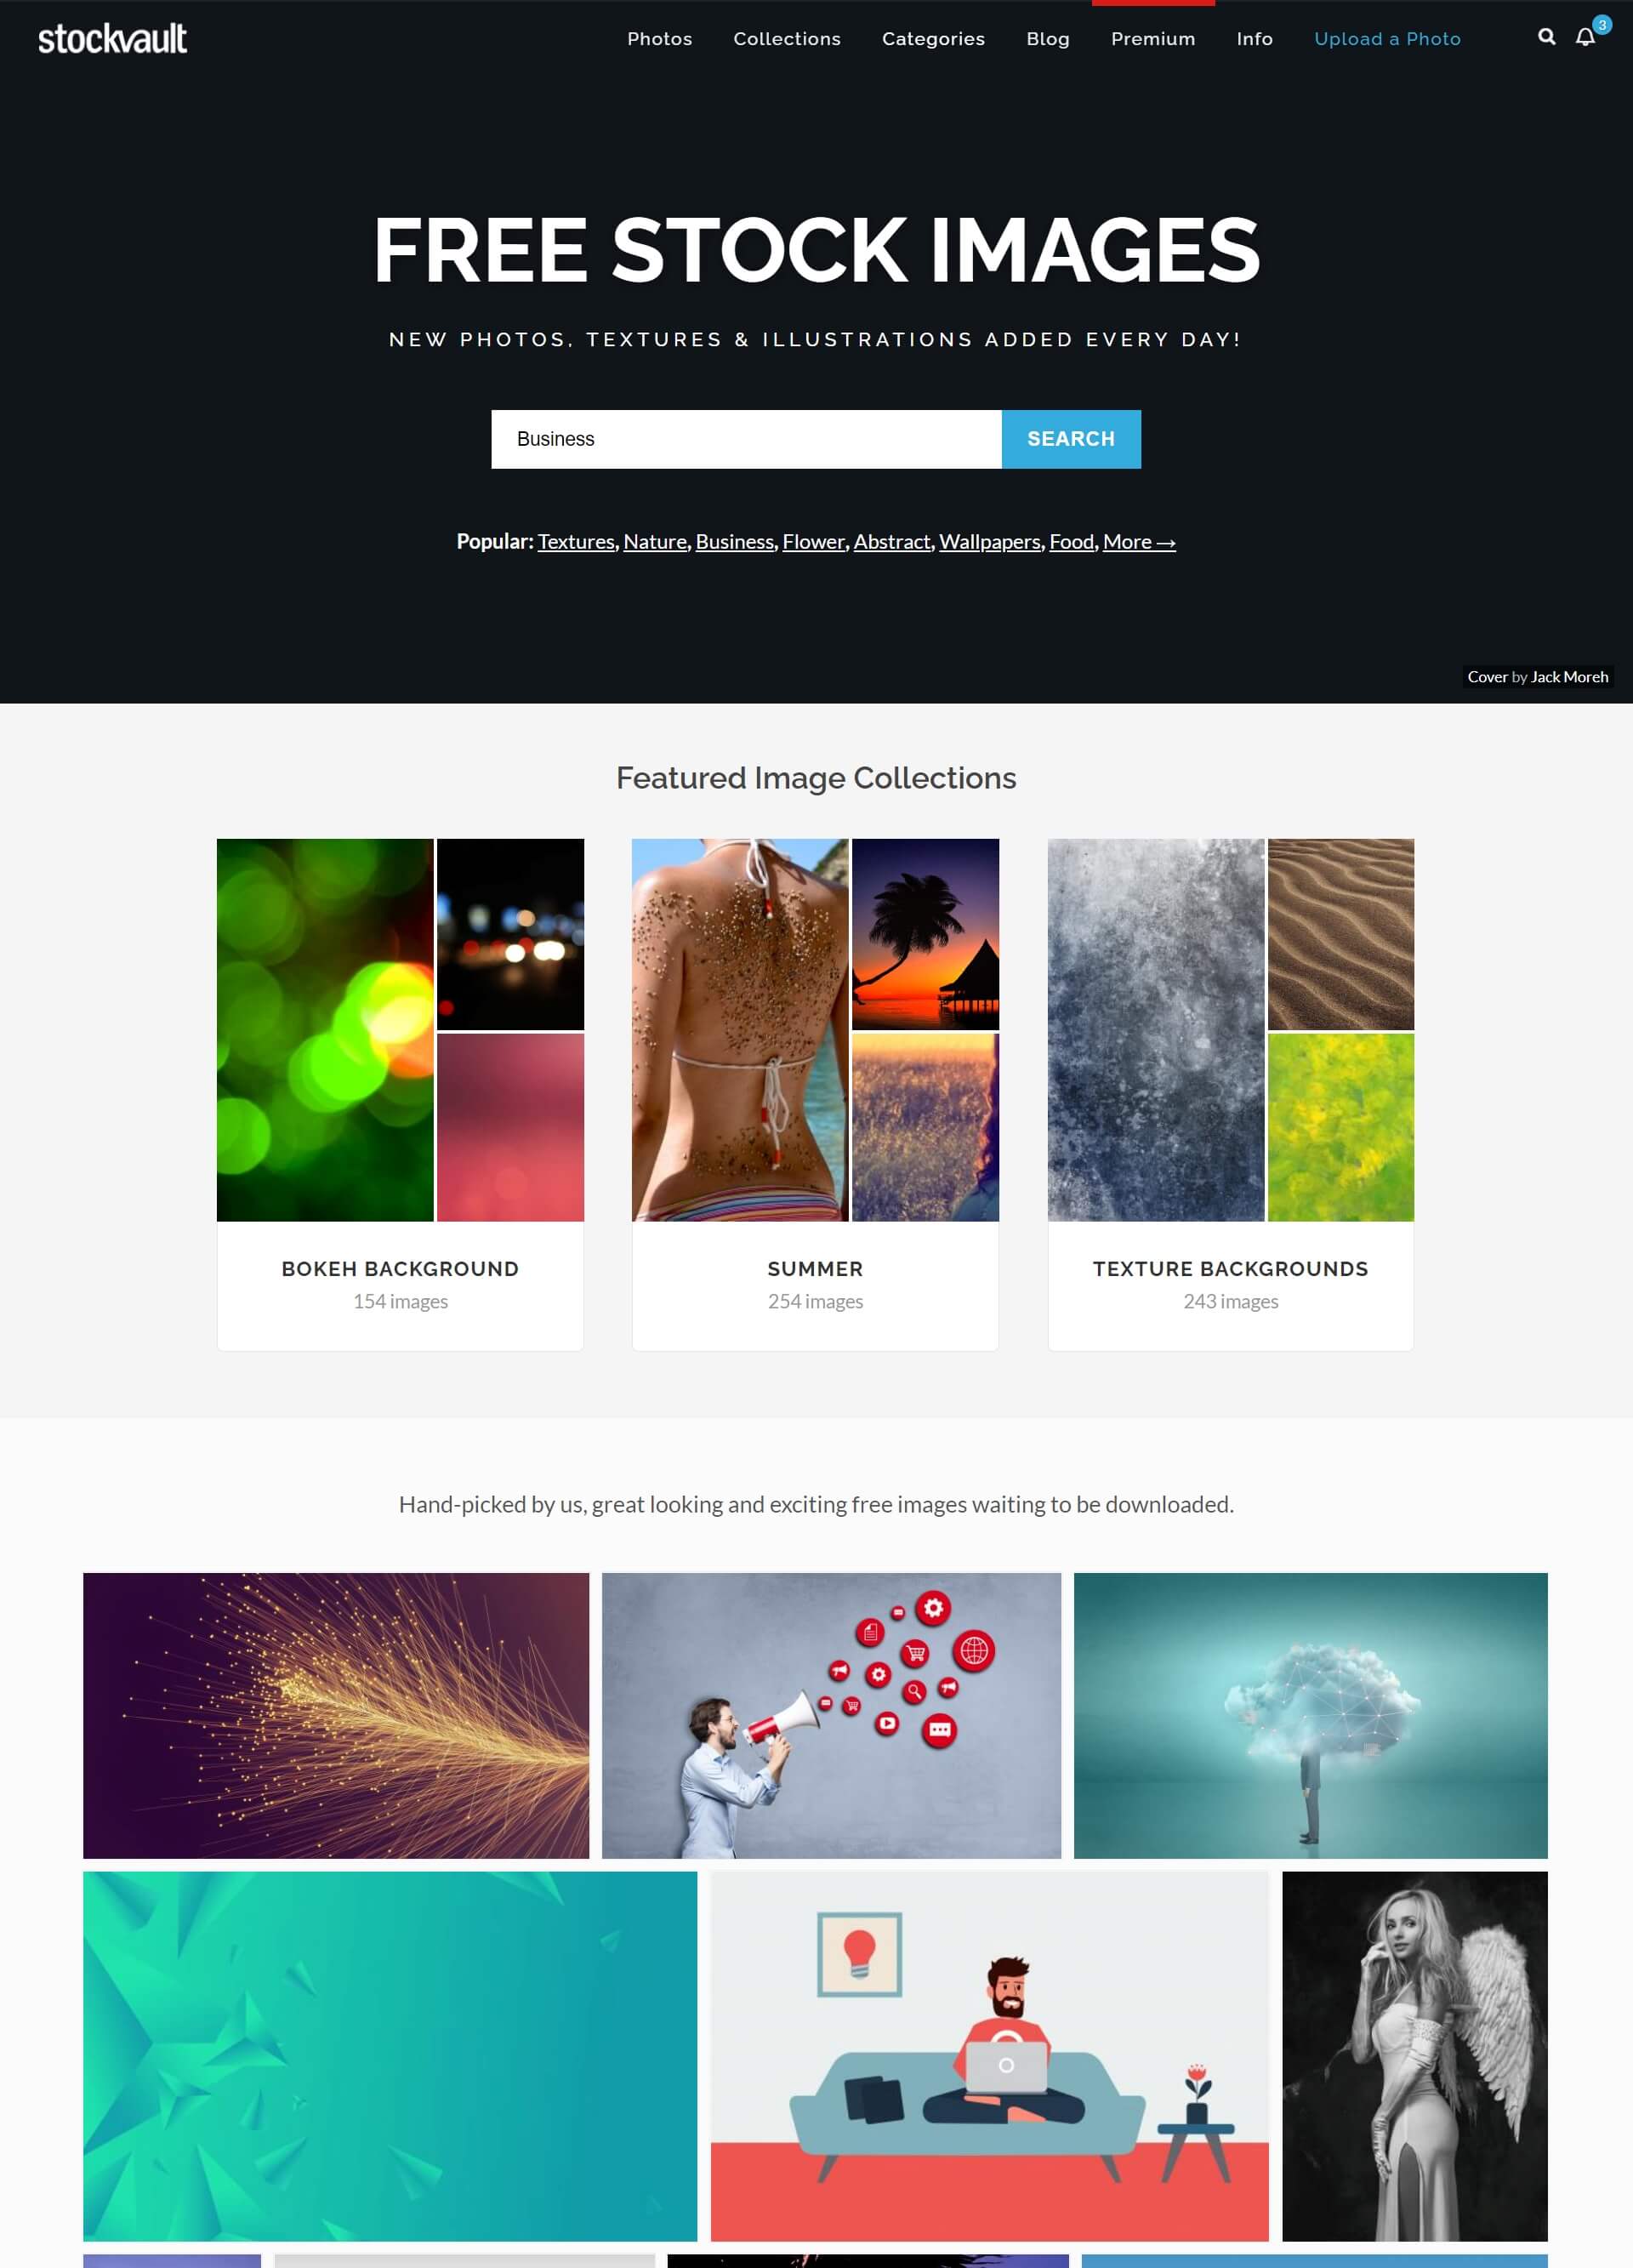 stockvault
Photos Collections Categories Blog Premium Info Upload a Photo 3
FREE STOCK IMAGES
NEW PHOTOS, TEXTURES & ILLUSTRATIONS ADDED EVERY DAY!
Business SEARCH
Popular: Textures, Nature, Business, Flower, Abstract, Wallpapers, Food, More →
Cover by Jack Moreh
Featured Image Collections
BOKEH BACKGROUND
154 images
SUMMER
254 images
TEXTURE BACKGROUNDS
243 images
Hand-picked by us, great looking and exciting free images waiting to be downloaded.